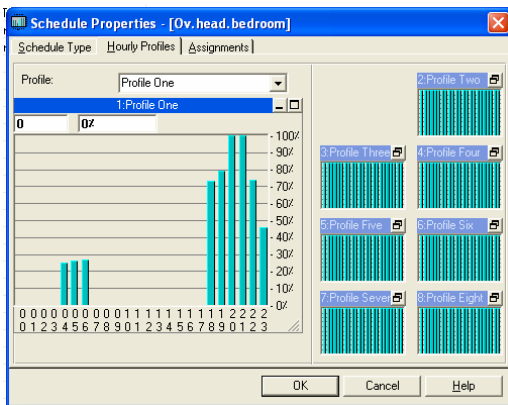 Schedule Properties - [Ov.head.bedroom]
Schedule Type Hourly Profiles Assignments
Profile: Profile One
1:Profile One
0 0%
100%
90%
80%
70%
60%
50%
40%
30%
20%
10%
0%
0 0 0 0 0 0 0 0 0 0 1 1 1 1 1 1 1 1 1 1 2 2 2 2
0 1 2 3 4 5 6 7 8 9 0 1 2 3 4 5 6 7 8 9 0 1 2 3
2:Profile Two
3:Profile Three 4:Profile Four
5:Profile Five 6:Profile Six
7:Profile Seven 8:Profile Eight
OK Cancel Help